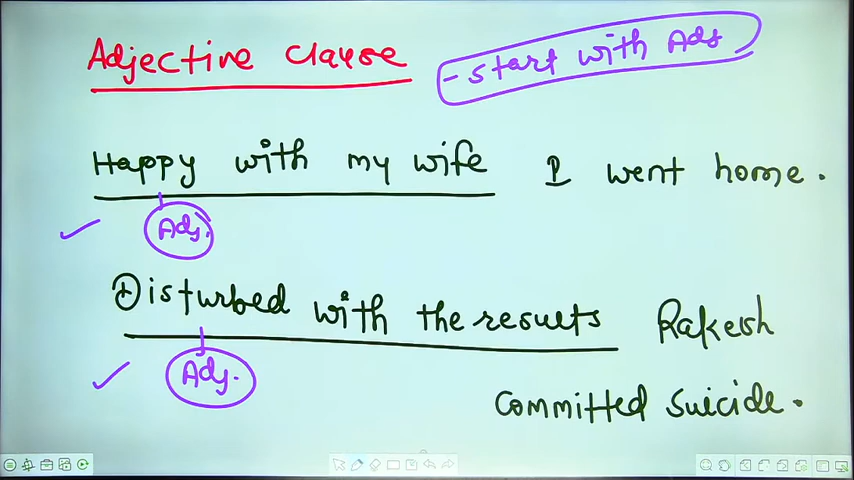 Adjective clause
- start with Adj
Happy with my wife I went home.
Adj.
Disturbed with the results Rakesh
Adj.
committed suicide.